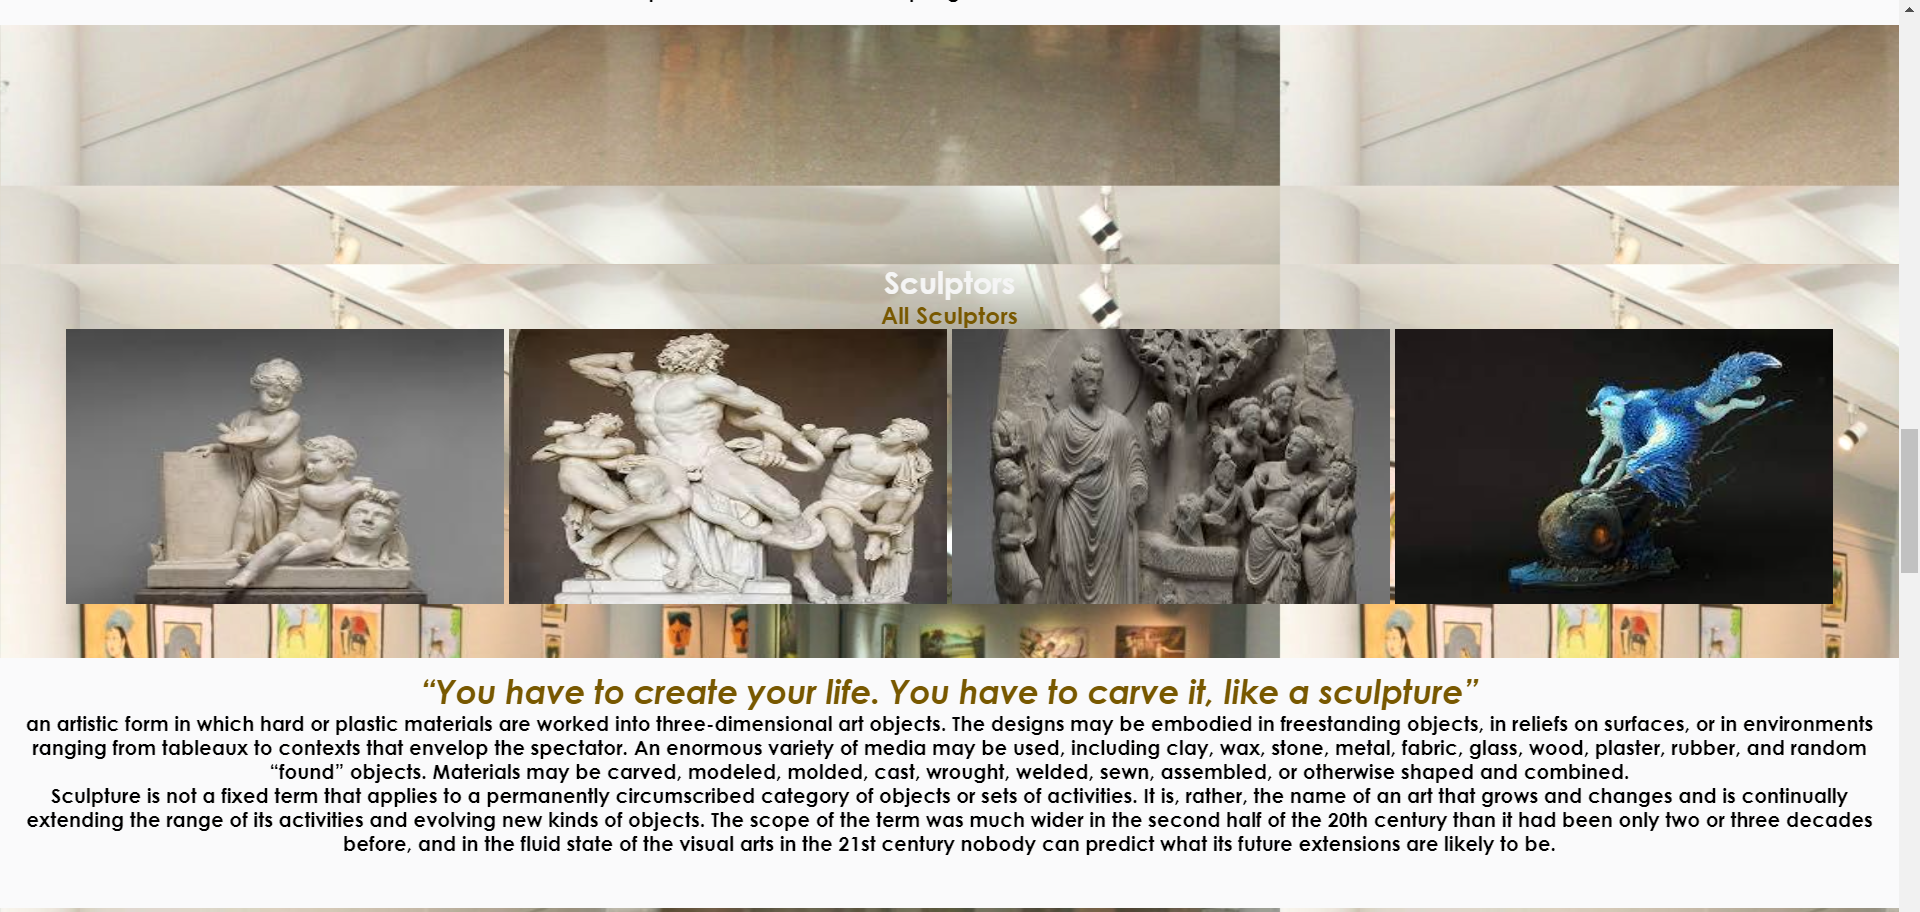 Sculptors
All Sculptors
“You have to create your life. You have to carve it, like a sculpture”
an artistic form in which hard or plastic materials are worked into three-dimensional art objects. The designs may be embodied in freestanding objects, in reliefs on surfaces, or in environments
ranging from tableaux to contexts that envelop the spectator. An enormous variety of media may be used, including clay, wax, stone, metal, fabric, glass, wood, plaster, rubber, and random
“found” objects. Materials may be carved, modeled, molded, cast, wrought, welded, sewn, assembled, or otherwise shaped and combined.
Sculpture is not a fixed term that applies to a permanently circumscribed category of objects or sets of activities. It is, rather, the name of an art that grows and changes and is continually
extending the range of its activities and evolving new kinds of objects. The scope of the term was much wider in the second half of the 20th century than it had been only two or three decades
before, and in the fluid state of the visual arts in the 21st century nobody can predict what its future extensions are likely to be.